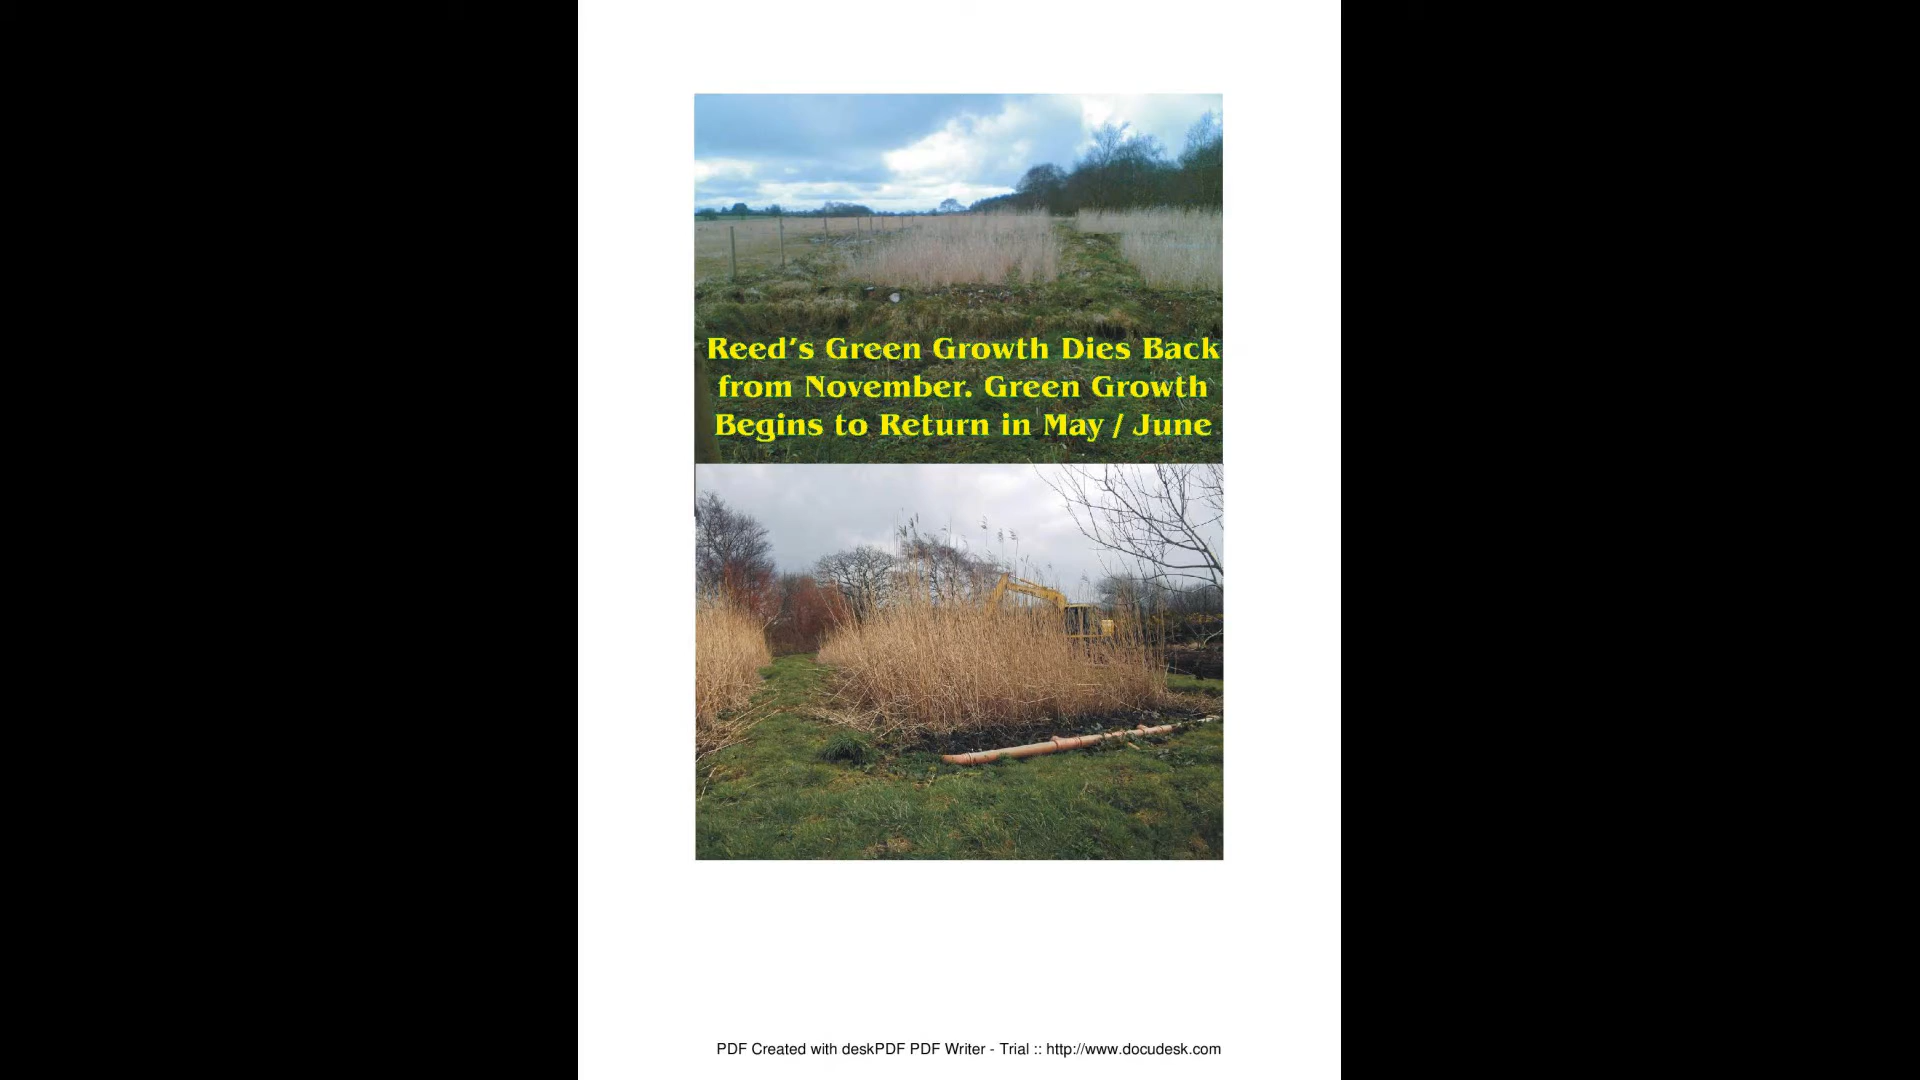 Reed's Green Growth Dies Back
from November. Green Growth
Begins to Return in May / June
PDF Created with deskPDF PDF Writer - Trial :: http://www.docudesk.com